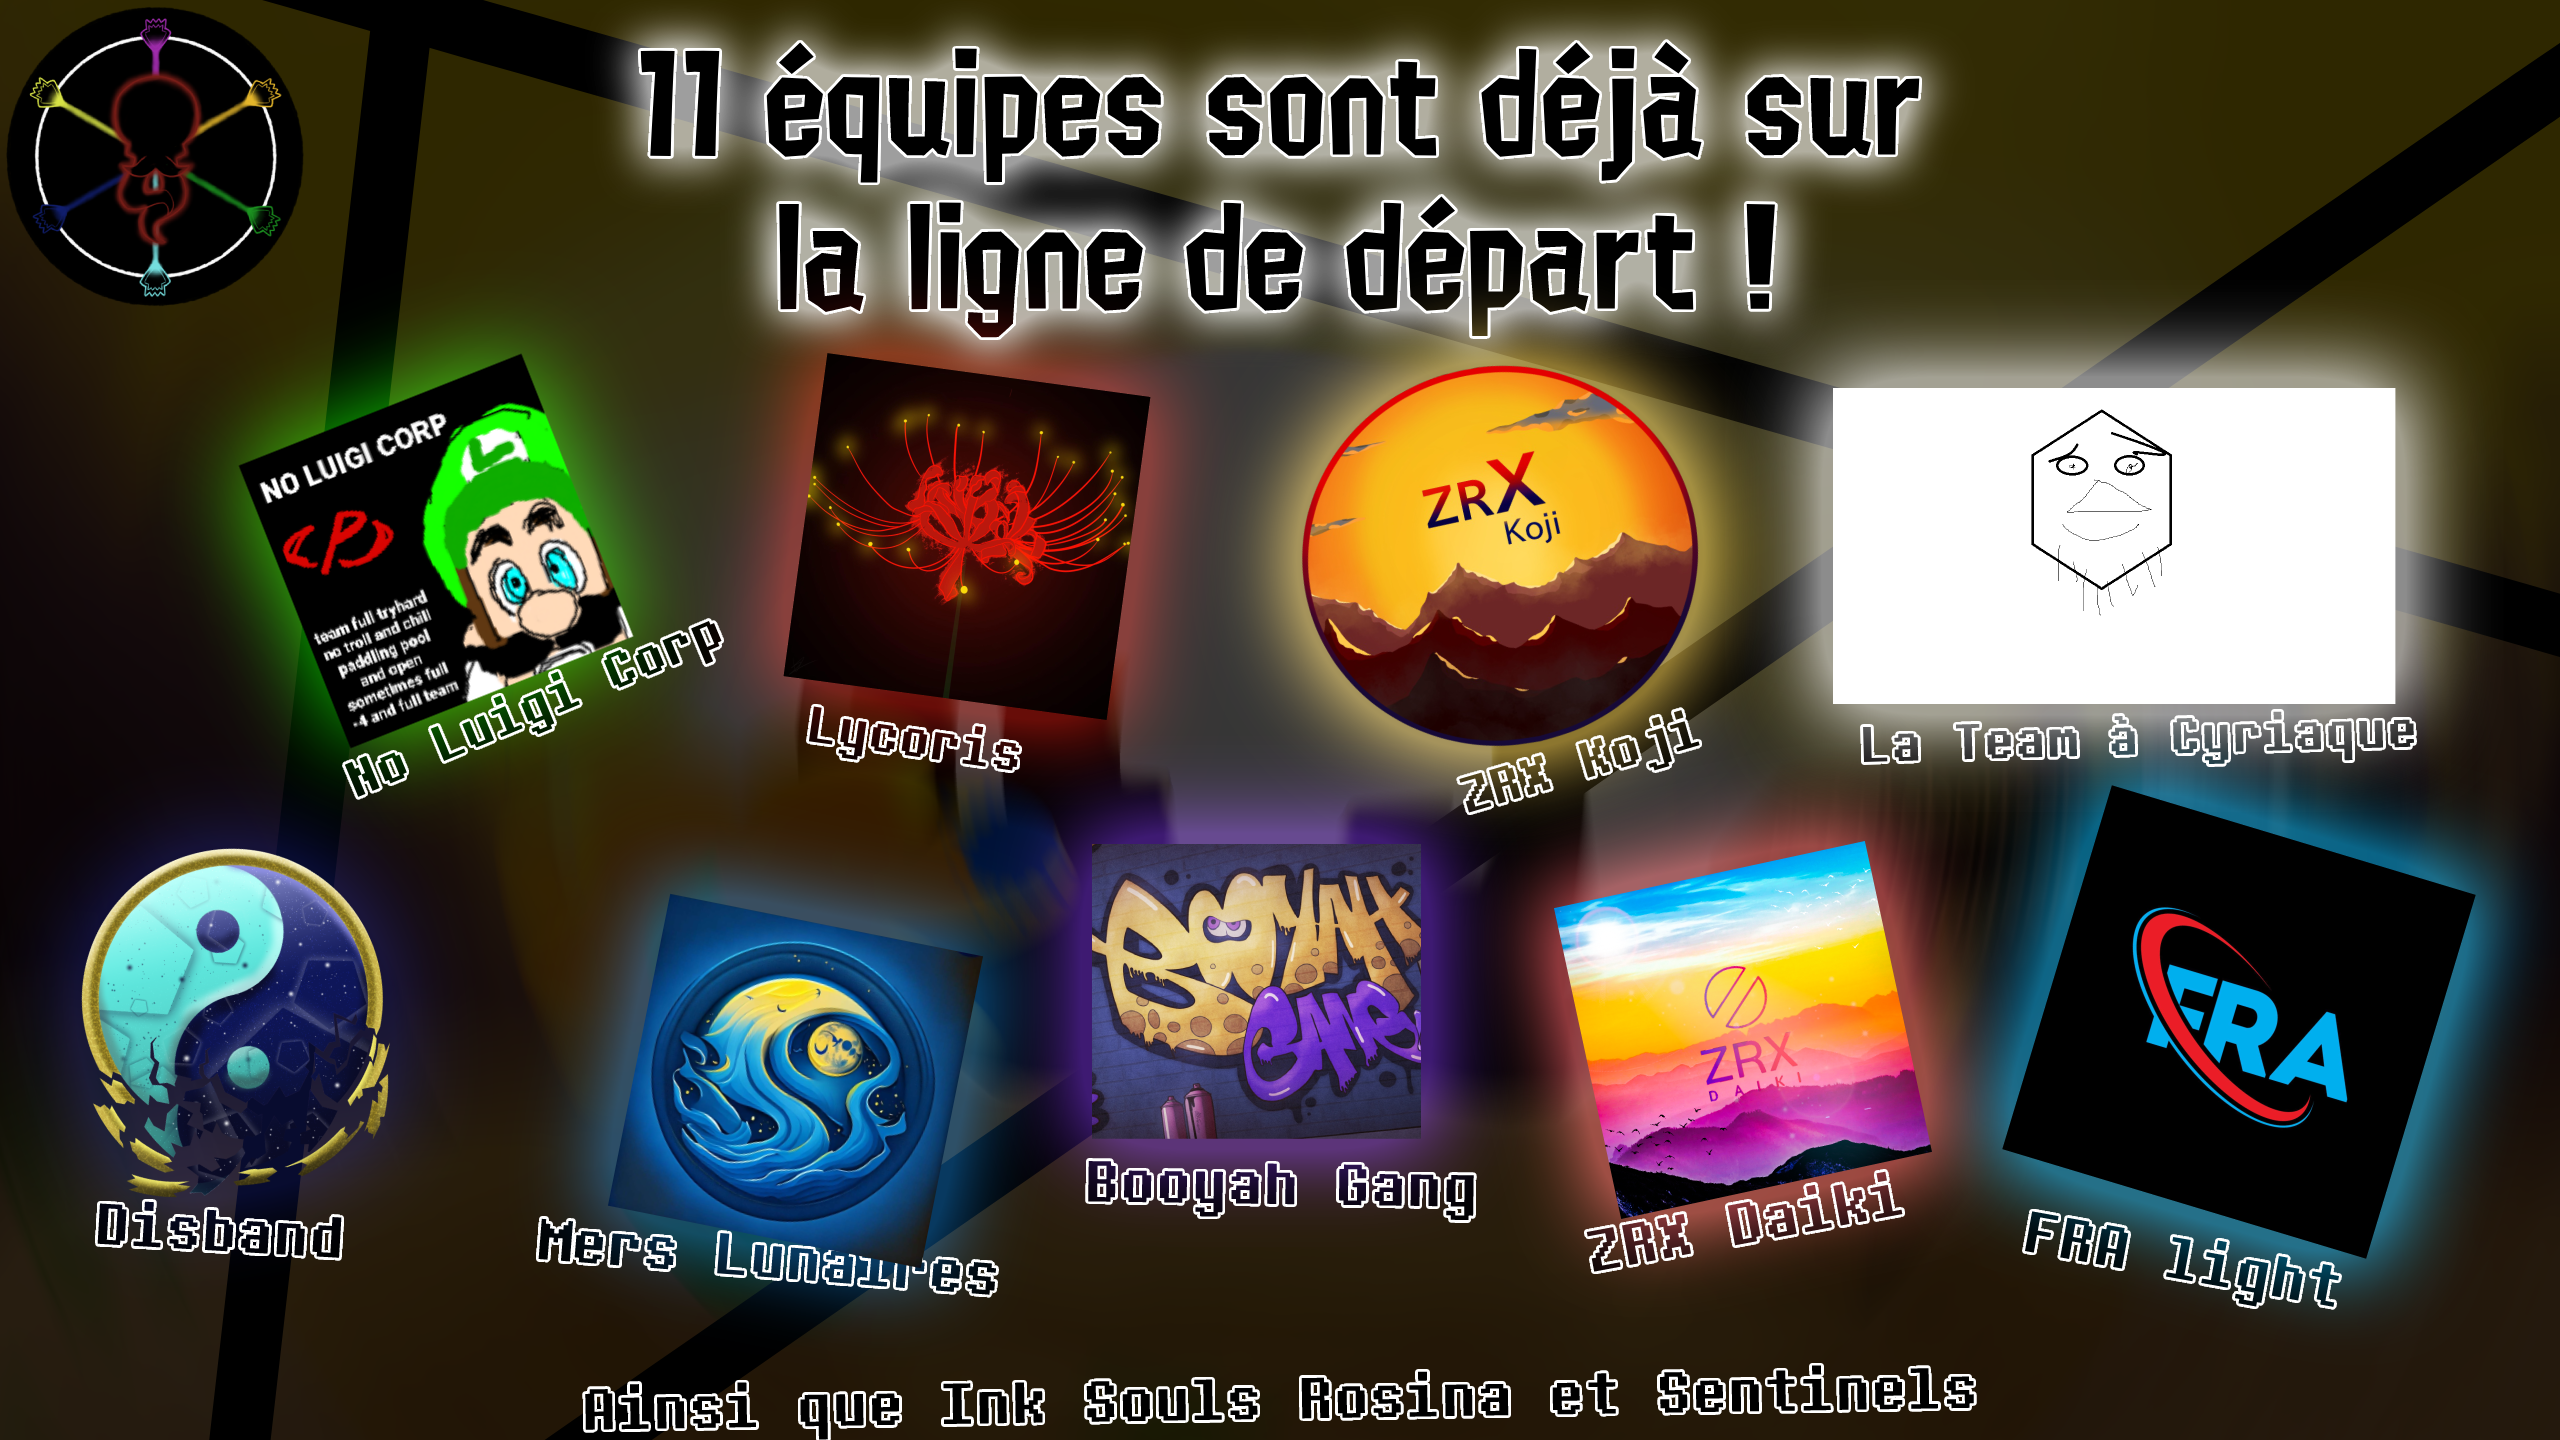 11 équipes sont déjà sur
la ligne de départ !
NO LUIGI CORP
(P)
team full tryhard
no troll and chill
paddling pool
and open
sometimes full
-4 and full team
No Luigi Corp
Lycoris
ZRX
Koji
ZRX Koji
La Team à Cyriaque
Disband
Mers Lunaires
BOOYAH
GANG
Booyah Gang
ZRX
DAIKI
ZRX Daiki
FRA
FRA light
Ainsi que Ink Souls Rosina et Sentinels